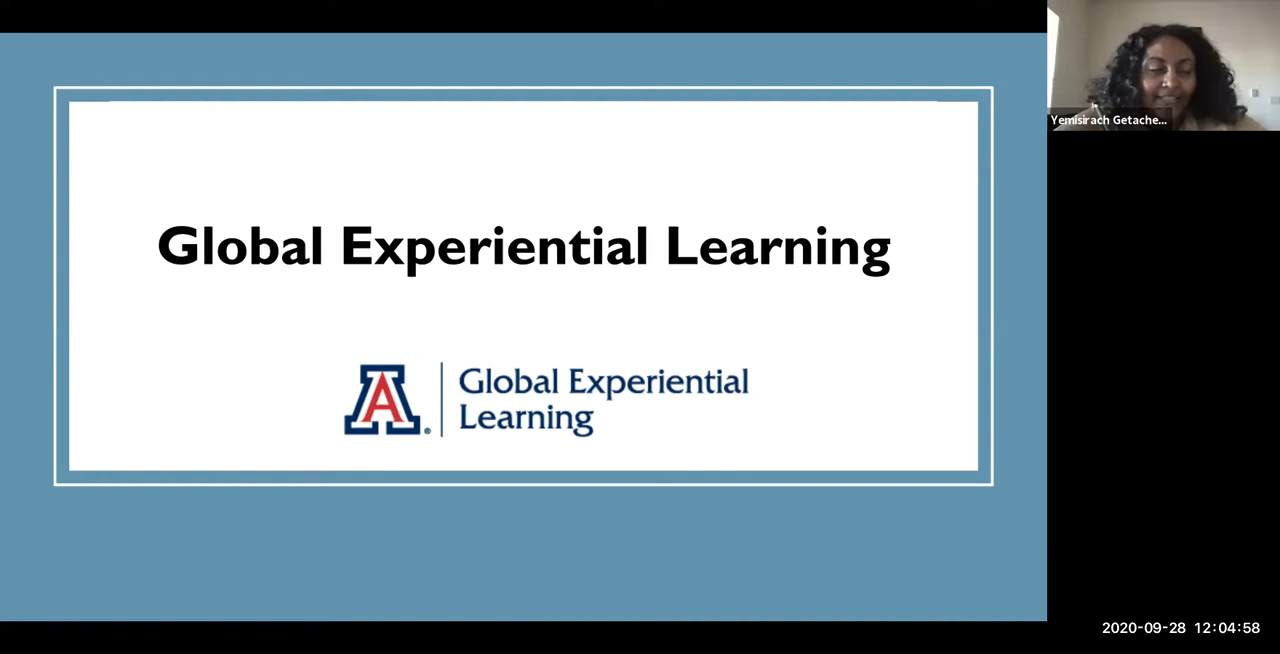 Global Experiential Learning
A
®
Global Experiential
Learning
Yemisirach Getache...
2020-09-28 12:04:58